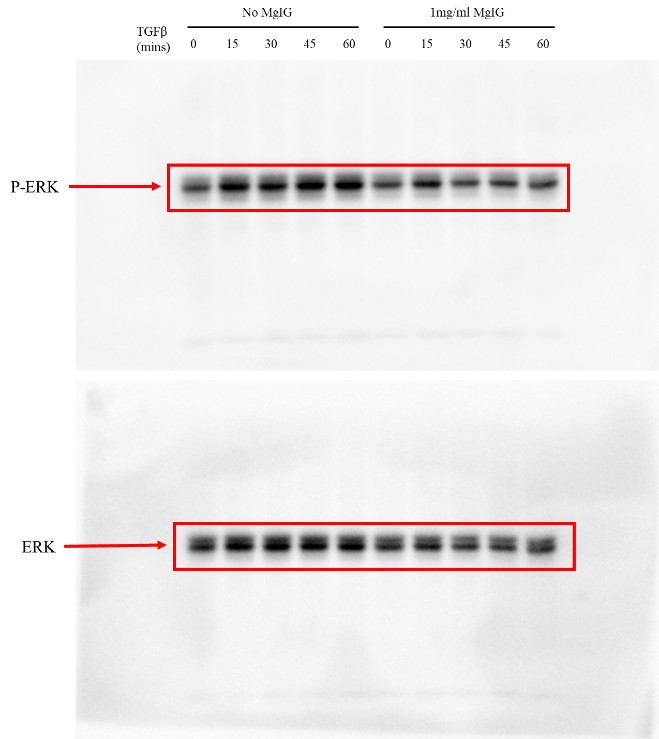 No MgIG 1mg/ml MgIG
TGFβ
(mins) 0 15 30 45 60 0 15 30 45 60
P-ERK
ERK